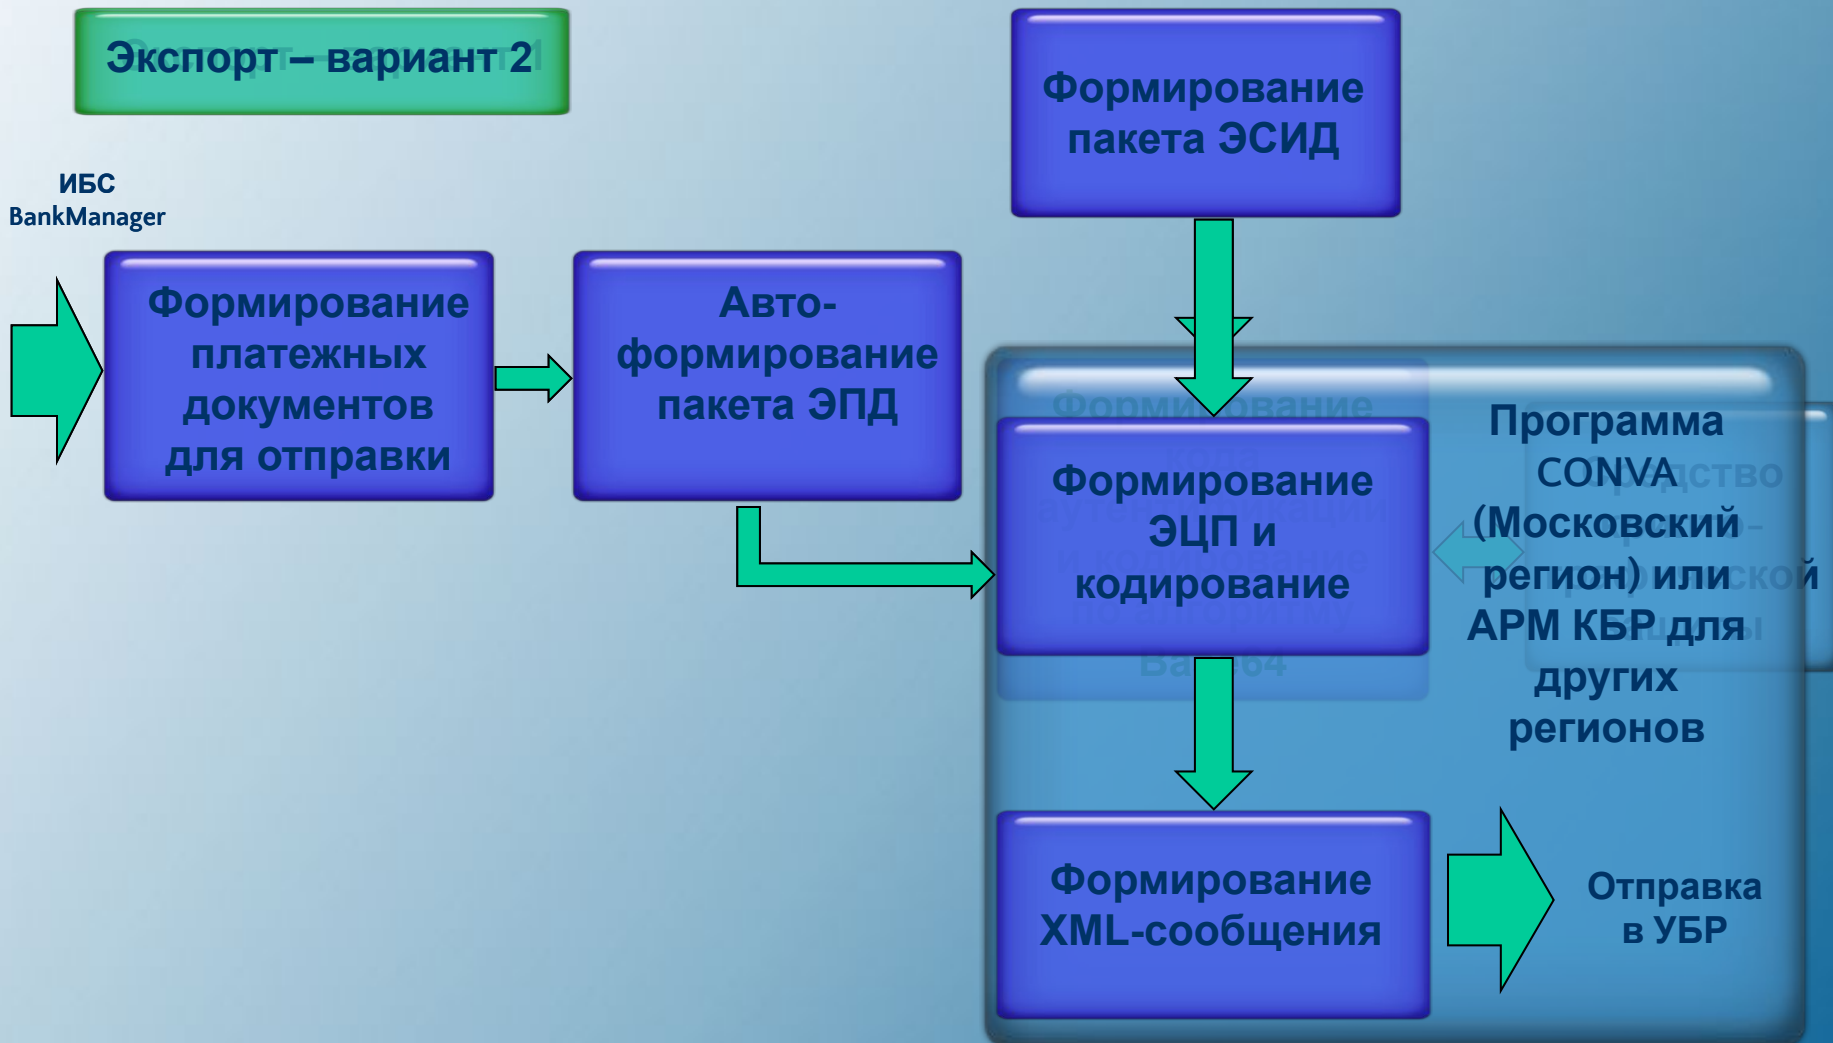 Экспорт – вариант 2
Формирование
пакета ЭСИД
ИБС
BankManager
Формирование
платежных
документов
для отправки
Авто-
формирование
пакета ЭПД
Формирование
ЭЦП и
кодирование
Программа
CONVA
(Московский
регион) или
АРМ КБР для
других
регионов
Формирование
XML-сообщения
Отправка
в УБР